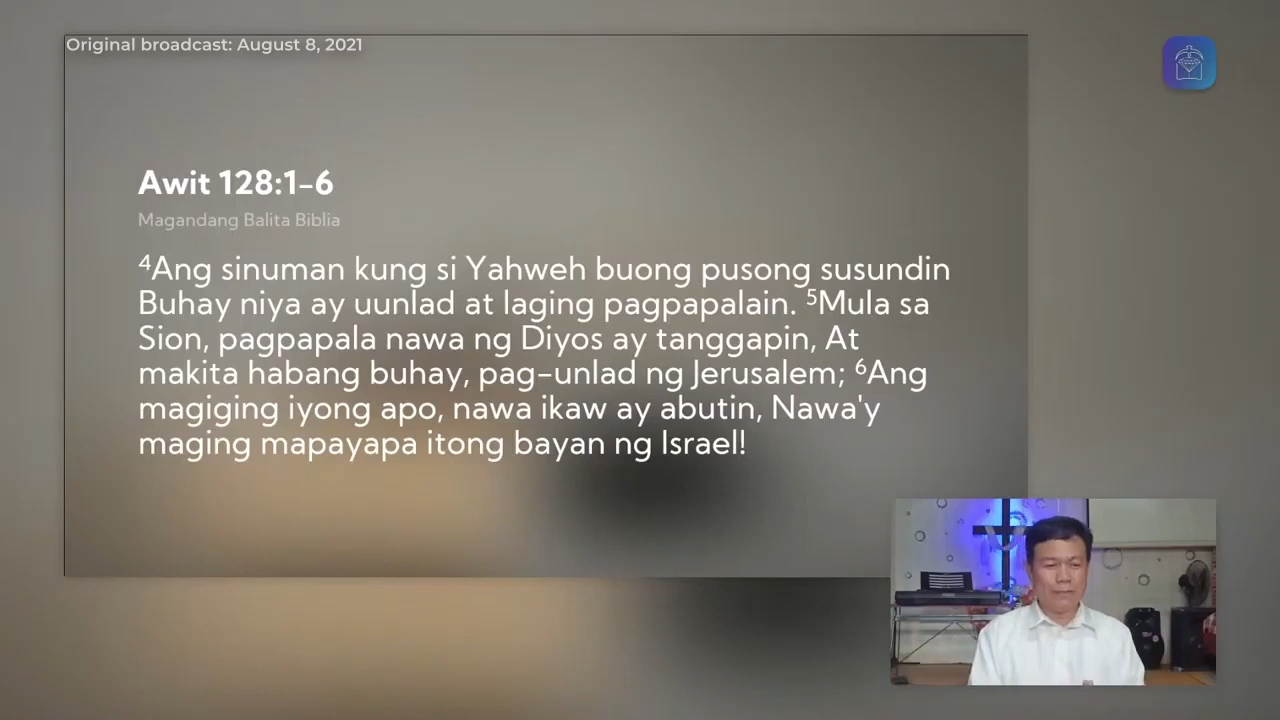 Original broadcast: August 8, 2021
Awit 128:1-6
Magandang Balita Biblia
⁴Ang sinuman kung si Yahweh buong pusong susundin
Buhay niya ay uunlad at laging pagpapalain. ⁵Mula sa
Sion, pagpapala nawa ng Diyos ay tanggapin, At
makita habang buhay, pag-unlad ng Jerusalem; ⁶Ang
magiging iyong apo, nawa ikaw ay abutin, Nawa'y
maging mapayapa itong bayan ng Israel!